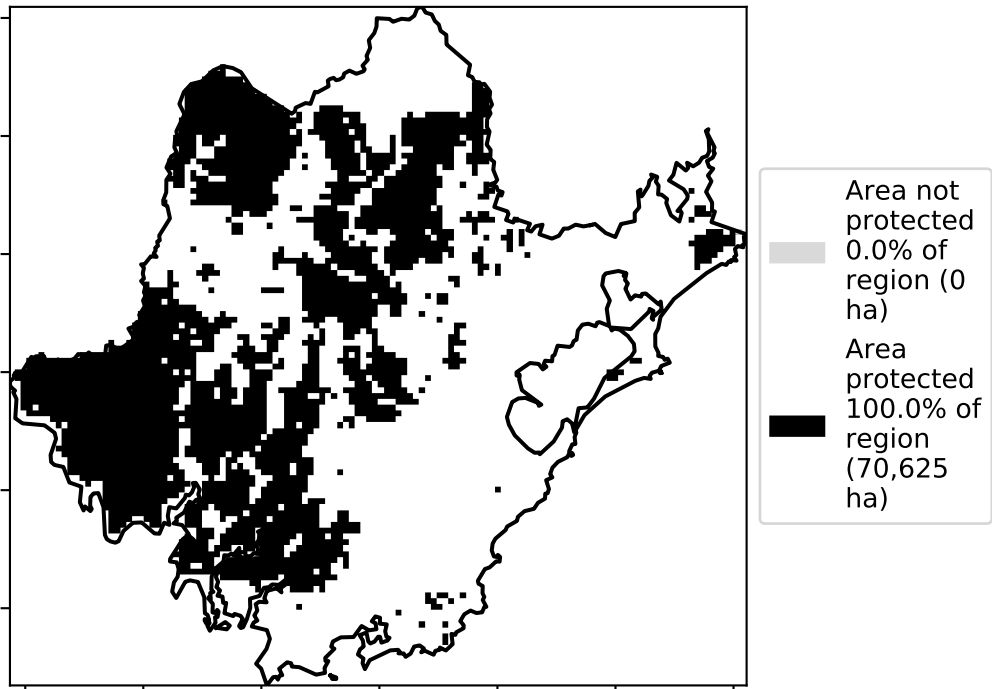 Area not
protected
0.0% of
region (0
ha)
Area
protected
100.0% of
region
(70,625
ha)